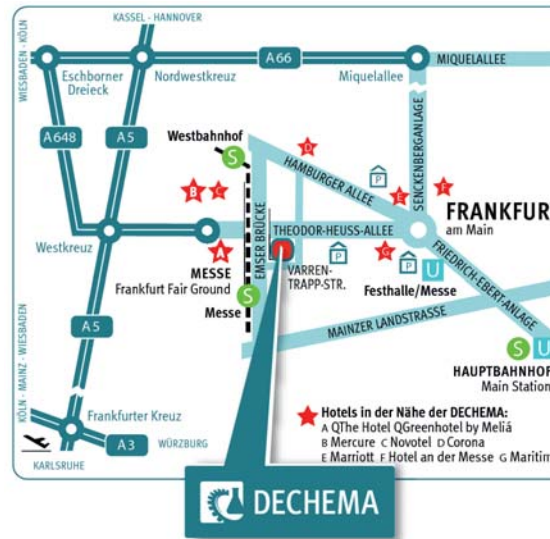 KASSEL - HANNOVER
WIESBADEN - KÖLN
A66
MIQUELALLEE
Eschborner
Dreieck
Nordwestkreuz
Miquelallee
A648
A5
Westbahnhof
S
D
HAMBURGER ALLEE
P
SENCKENBERGANLAGE
B
C
E
F
FRANKFUR
am Main
Westkreuz
THEODOR-HEUSS-ALLEE
A
EMSER BRÜCKE
MESSE
Frankfurt Fair Ground
VARREN-
TRAPP-STR.
P
G
P
U
Festhalle/Messe
FRIEDRICH-EBERT-ANLAGE
S
Messe
A5
MAINZER LANDSTRASSE
S U
HAUPTBAHNHOF
Main Station
KÖLN - MAINZ - WIESBADEN
Frankfurter Kreuz
A3
WÜRZBURG
KARLSRUHE
Hotels in der Nähe der DECHEMA:
A QThe Hotel QGreenhotel by Meliá
B Mercure C Novotel D Corona
E Marriott F Hotel an der Messe G Maritim
DECHEMA